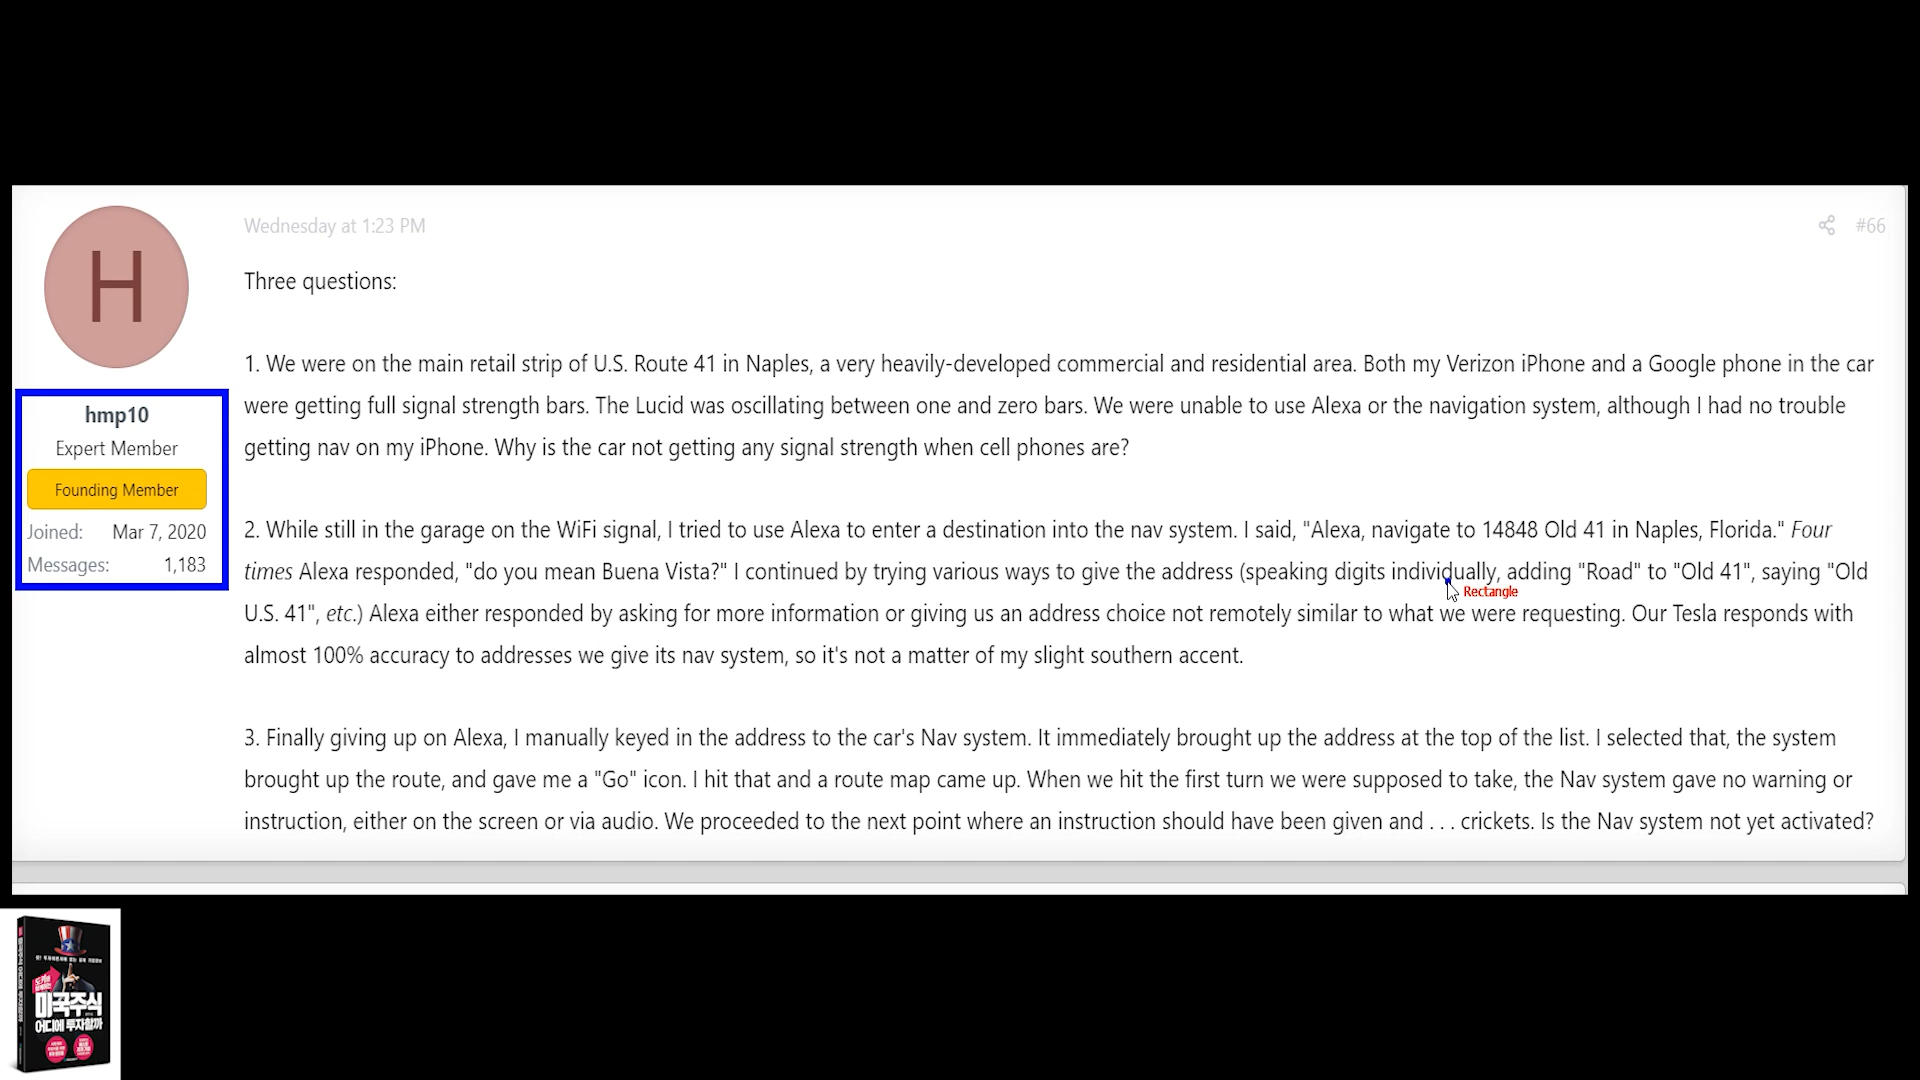 H
hmp10
Expert Member
Founding Member
Joined: Mar 7, 2020
Messages: 1,183
Wednesday at 1:23 PM
#66
Three questions:
1. We were on the main retail strip of U.S. Route 41 in Naples, a very heavily-developed commercial and residential area. Both my Verizon iPhone and a Google phone in the car
were getting full signal strength bars. The Lucid was oscillating between one and zero bars. We were unable to use Alexa or the navigation system, although I had no trouble
getting nav on my iPhone. Why is the car not getting any signal strength when cell phones are?
2. While still in the garage on the WiFi signal, I tried to use Alexa to enter a destination into the nav system. I said, "Alexa, navigate to 14848 Old 41 in Naples, Florida." Four
times Alexa responded, "do you mean Buena Vista?" I continued by trying various ways to give the address (speaking digits individually, adding "Road" to "Old 41", saying "Old
Rectangle
U.S. 41", etc.) Alexa either responded by asking for more information or giving us an address choice not remotely similar to what we were requesting. Our Tesla responds with
almost 100% accuracy to addresses we give its nav system, so it's not a matter of my slight southern accent.
3. Finally giving up on Alexa, I manually keyed in the address to the car's Nav system. It immediately brought up the address at the top of the list. I selected that, the system
brought up the route, and gave me a "Go" icon. I hit that and a route map came up. When we hit the first turn we were supposed to take, the Nav system gave no warning or
instruction, either on the screen or via audio. We proceeded to the next point where an instruction should have been given and . . . crickets. Is the Nav system not yet activated?
미국주식
어디에 투자할까